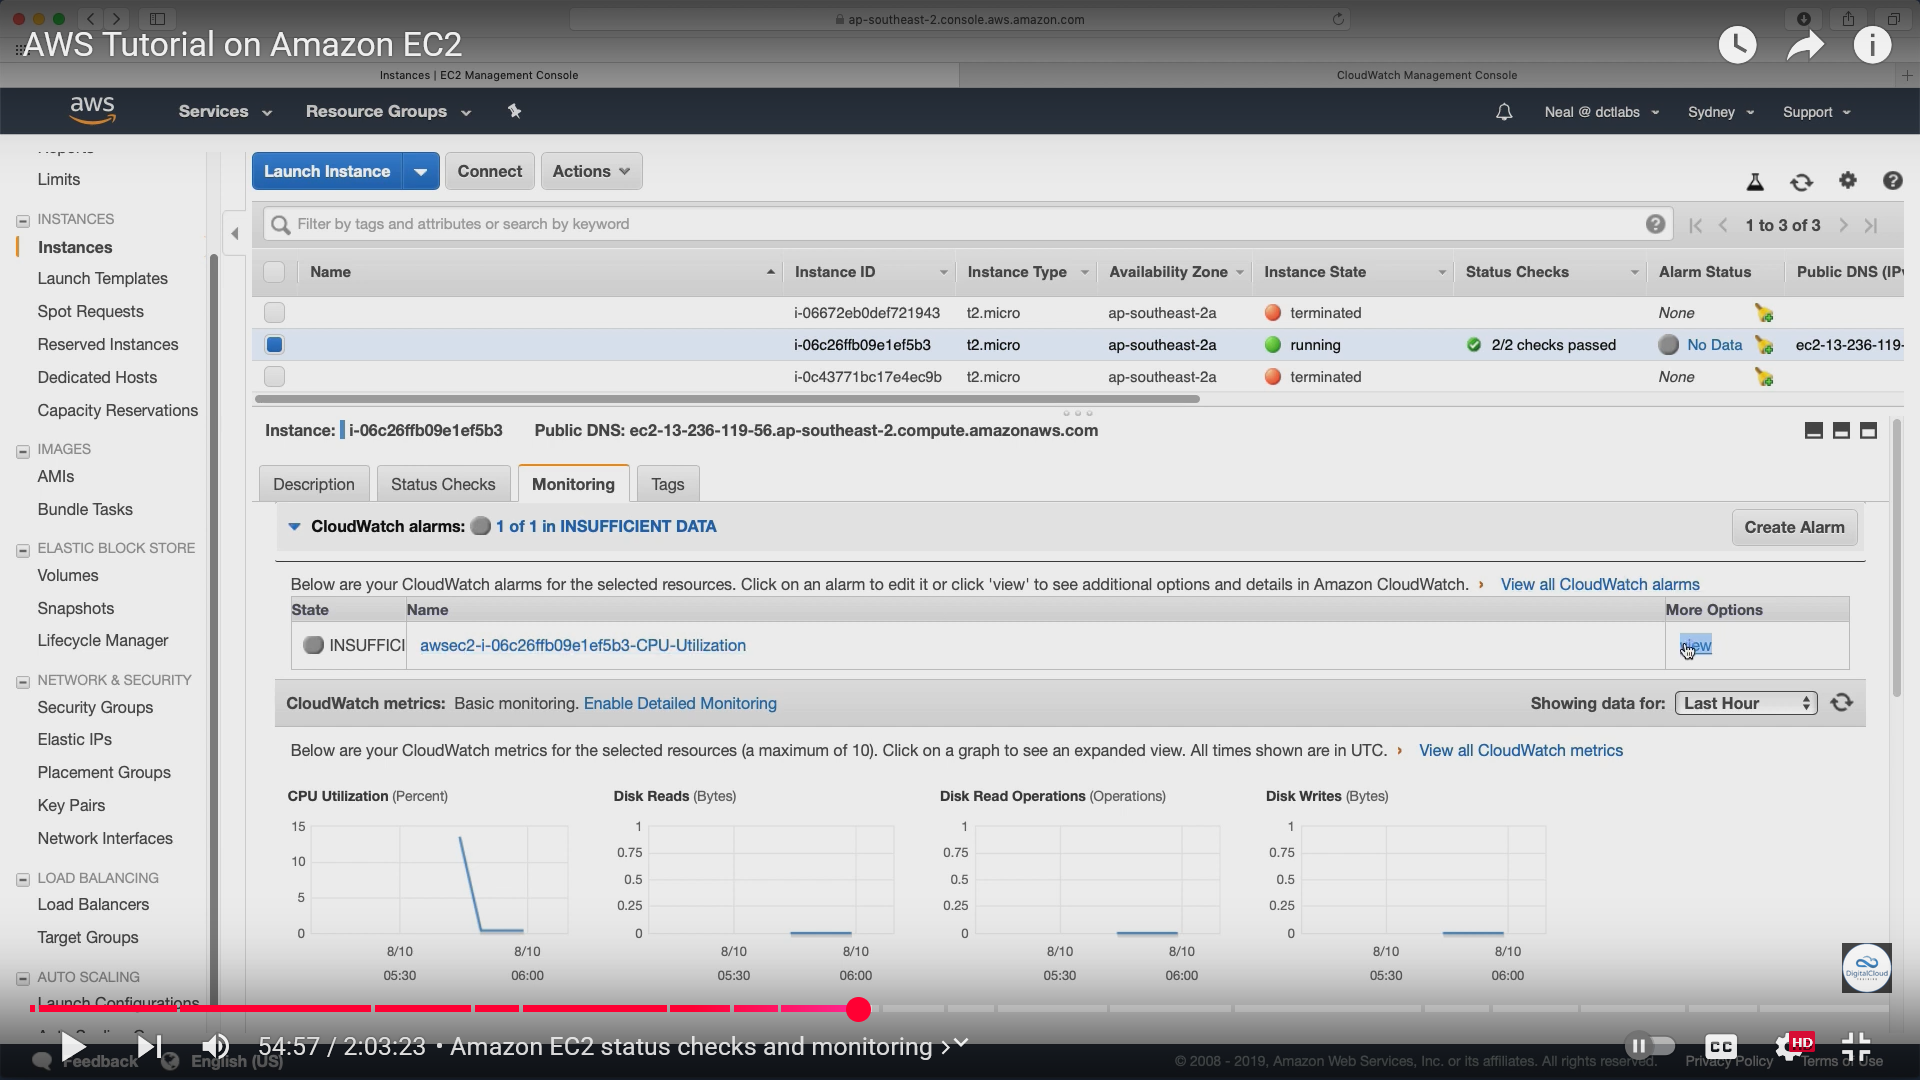 ap-southeast-2.console.aws.amazon.com
AWS Tutorial on Amazon EC2
Instances | EC2 Management Console
CloudWatch Management Console
aws
Services
Resource Groups
Neal @ dctlabs
Sydney
Support
Reports
Limits
INSTANCES
Instances
Launch Templates
Spot Requests
Reserved Instances
Dedicated Hosts
Capacity Reservations
IMAGES
AMIs
Bundle Tasks
ELASTIC BLOCK STORE
Volumes
Snapshots
Lifecycle Manager
NETWORK & SECURITY
Security Groups
Elastic IPs
Placement Groups
Key Pairs
Network Interfaces
LOAD BALANCING
Load Balancers
Target Groups
AUTO SCALING
Launch Configurations
Launch Instance
Connect
Actions
Filter by tags and attributes or search by keyword
1 to 3 of 3
Name Instance ID Instance Type Availability Zone Instance State Status Checks Alarm Status Public DNS (IPv
i-06672eb0def721943 t2.micro ap-southeast-2a terminated None
i-06c26ffb09e1ef5b3 t2.micro ap-southeast-2a running 2/2 checks passed No Data ec2-13-236-119-
i-0c43771bc17e4ec9b t2.micro ap-southeast-2a terminated None
Instance: i-06c26ffb09e1ef5b3 Public DNS: ec2-13-236-119-56.ap-southeast-2.compute.amazonaws.com
Description
Status Checks
Monitoring
Tags
CloudWatch alarms: 1 of 1 in INSUFFICIENT DATA
Create Alarm
Below are your CloudWatch alarms for the selected resources. Click on an alarm to edit it or click 'view' to see additional options and details in Amazon CloudWatch. › View all CloudWatch alarms
State Name More Options
INSUFFICI awsec2-i-06c26ffb09e1ef5b3-CPU-Utilization view
CloudWatch metrics: Basic monitoring. Enable Detailed Monitoring
Showing data for: Last Hour
Below are your CloudWatch metrics for the selected resources (a maximum of 10). Click on a graph to see an expanded view. All times shown are in UTC. › View all CloudWatch metrics
CPU Utilization (Percent)
15
10
5
0
8/10 8/10
05:30 06:00
Disk Reads (Bytes)
1
0.75
0.5
0.25
0
8/10 8/10
05:30 06:00
Disk Read Operations (Operations)
1
0.75
0.5
0.25
0
8/10 8/10
05:30 06:00
Disk Writes (Bytes)
1
0.75
0.5
0.25
0
8/10 8/10
05:30 06:00
DigitalCloud
54:57 / 2:03:23 • Amazon EC2 status checks and monitoring
CC
HD
Feedback
English (US)
© 2008 - 2019, Amazon Web Services, Inc. or its affiliates. All rights reserved.
Privacy Policy
Terms of Use